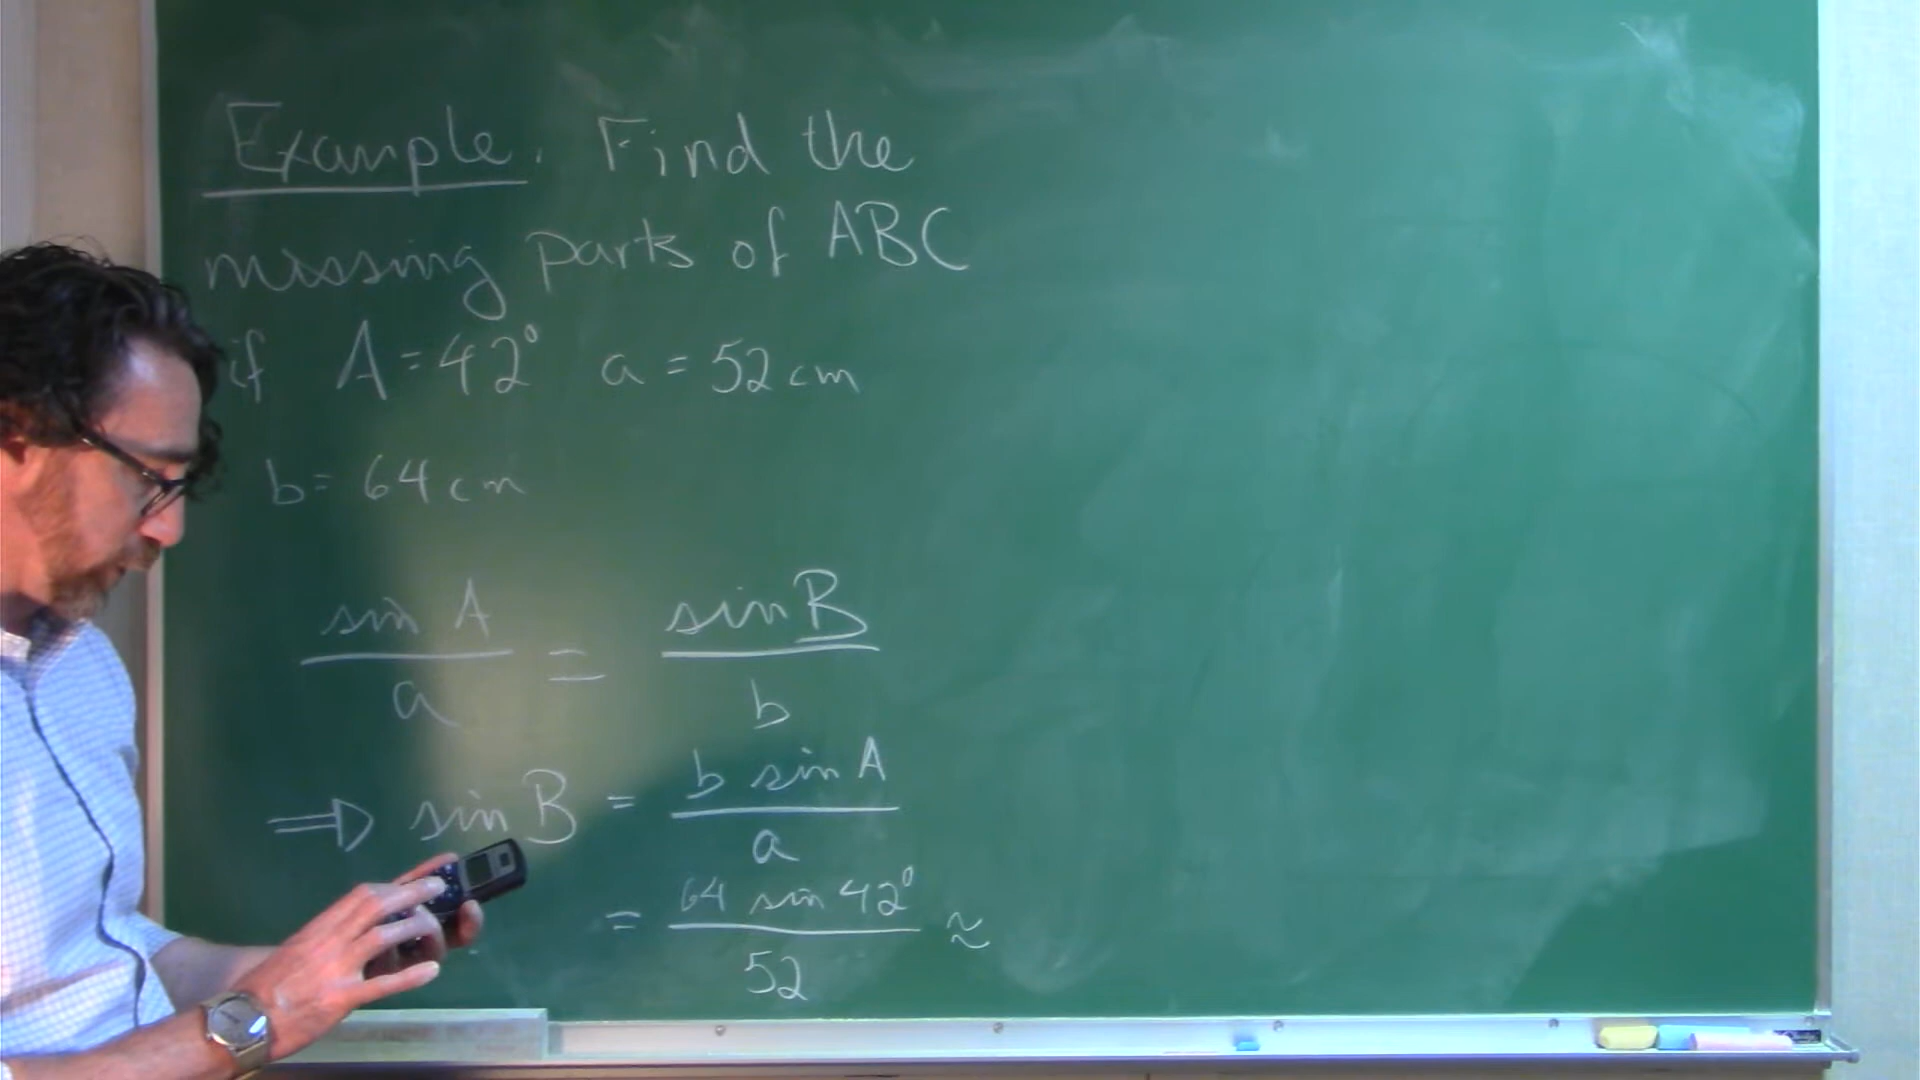 Example. Find the
missing parts of ABC
if A = 42° a = 52 cm
b = 64 cm
sin A / a = sin B / b
⇒ sin B = b sin A / a
= 64 sin 42° / 52 ≈